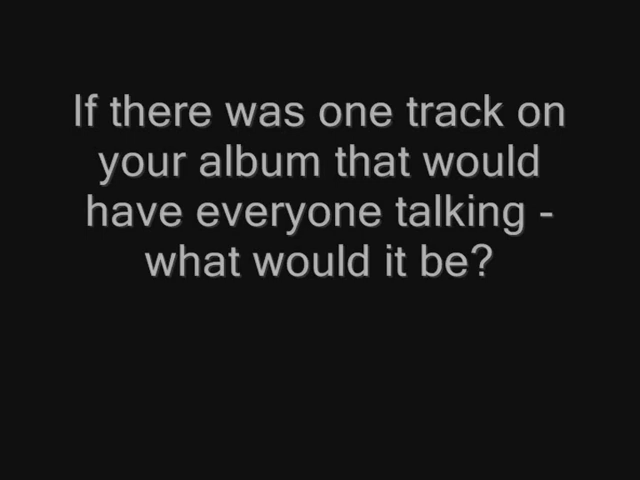 If there was one track on
your album that would
have everyone talking -
what would it be?